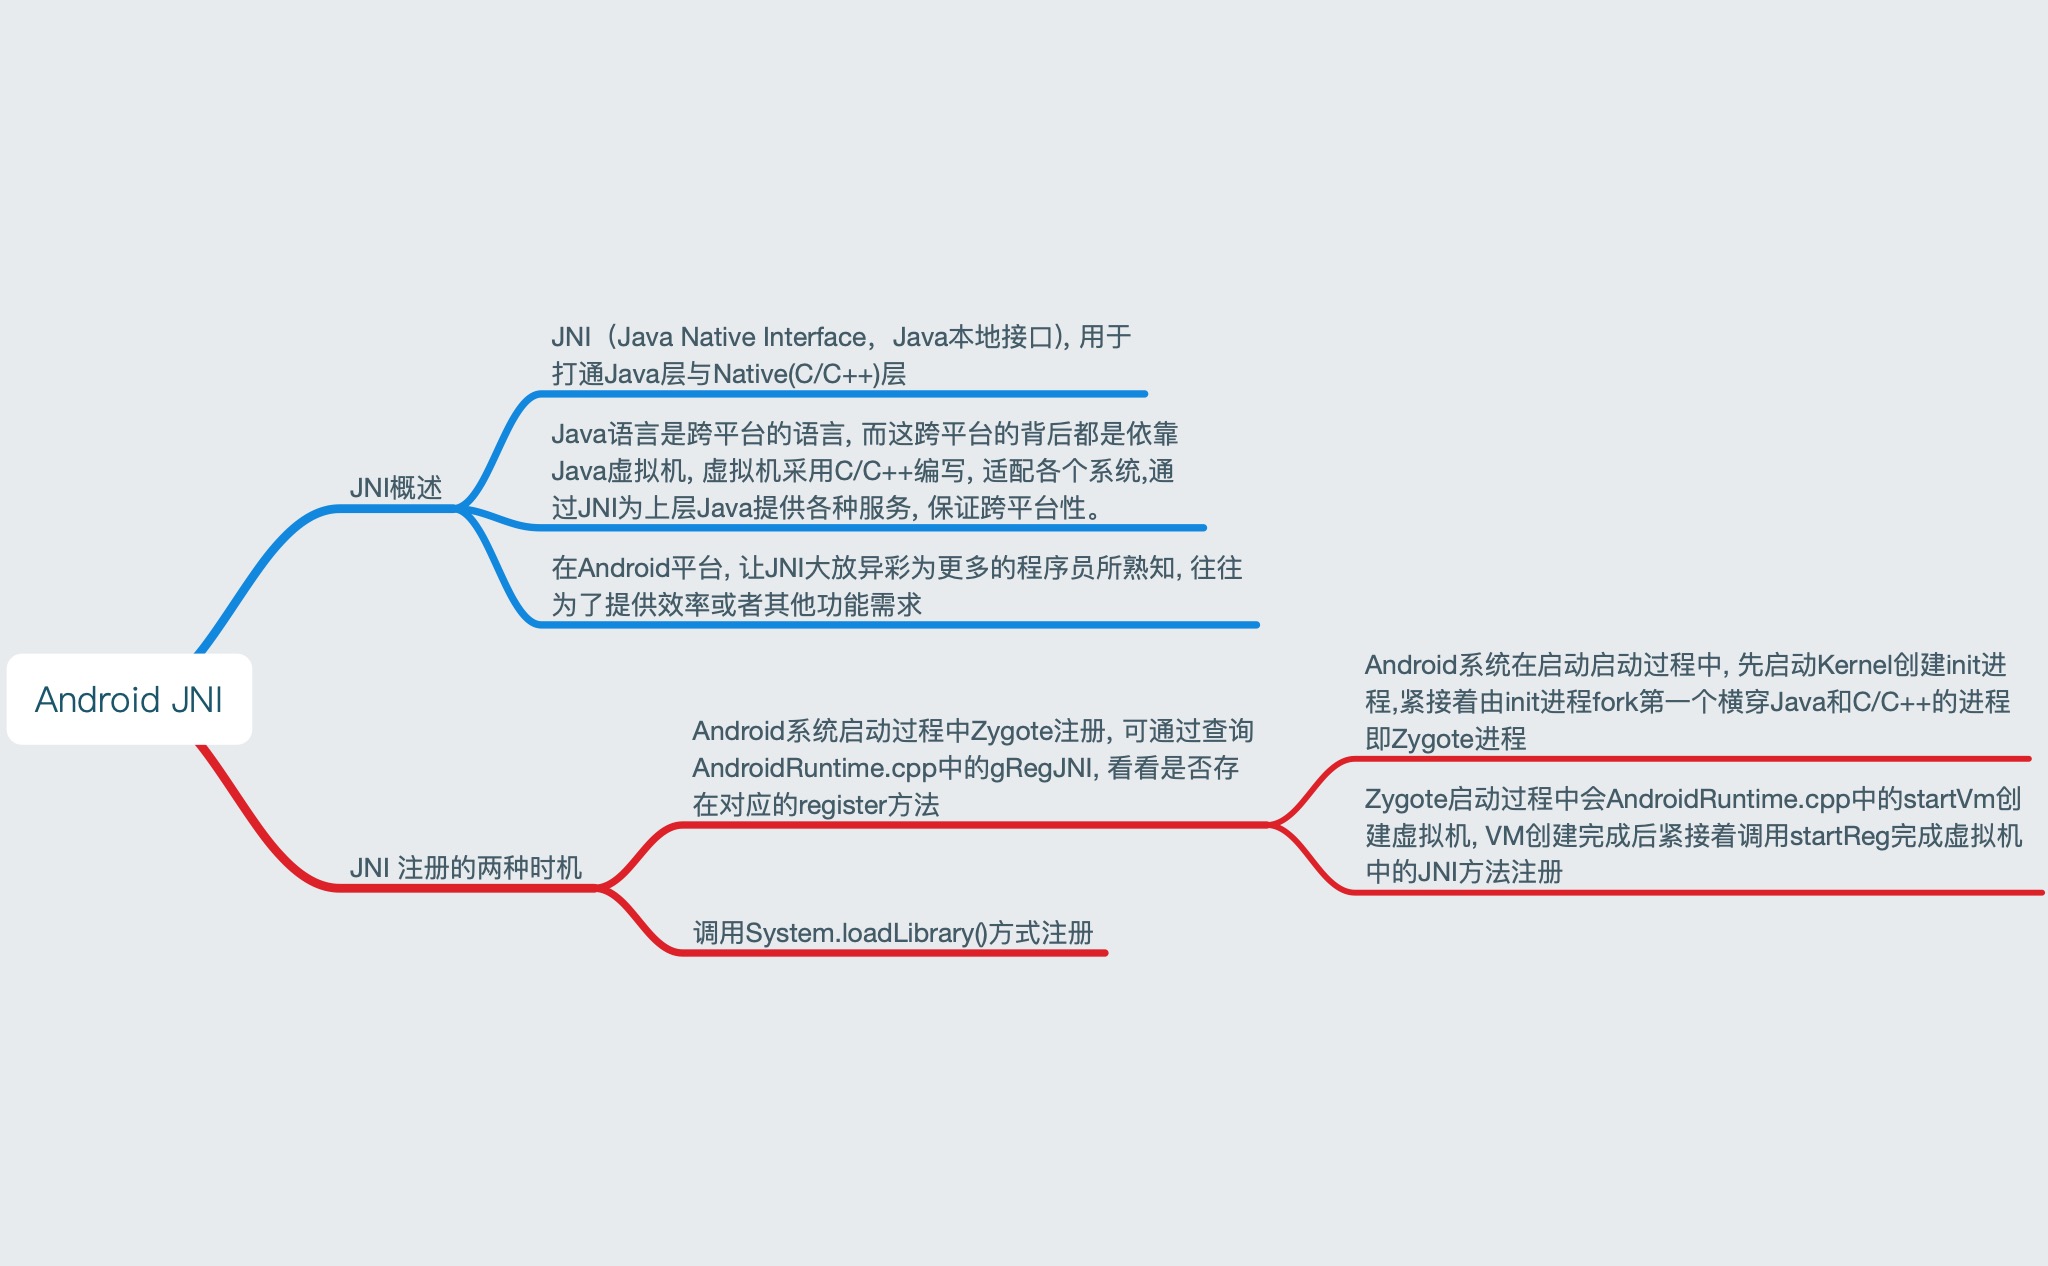 Android JNI
JNI概述
JNI（Java Native Interface，Java本地接口), 用于
打通Java层与Native(C/C++)层
Java语言是跨平台的语言, 而这跨平台的背后都是依靠
Java虚拟机, 虚拟机采用C/C++编写, 适配各个系统,通
过JNI为上层Java提供各种服务, 保证跨平台性。
在Android平台, 让JNI大放异彩为更多的程序员所熟知, 往往
为了提供效率或者其他功能需求
JNI 注册的两种时机
Android系统启动过程中Zygote注册, 可通过查询
AndroidRuntime.cpp中的gRegJNI, 看看是否存
在对应的register方法
Android系统在启动启动过程中, 先启动Kernel创建init进
程,紧接着由init进程fork第一个横穿Java和C/C++的进程
即Zygote进程
Zygote启动过程中会AndroidRuntime.cpp中的startVm创
建虚拟机, VM创建完成后紧接着调用startReg完成虚拟机
中的JNI方法注册
调用System.loadLibrary()方式注册